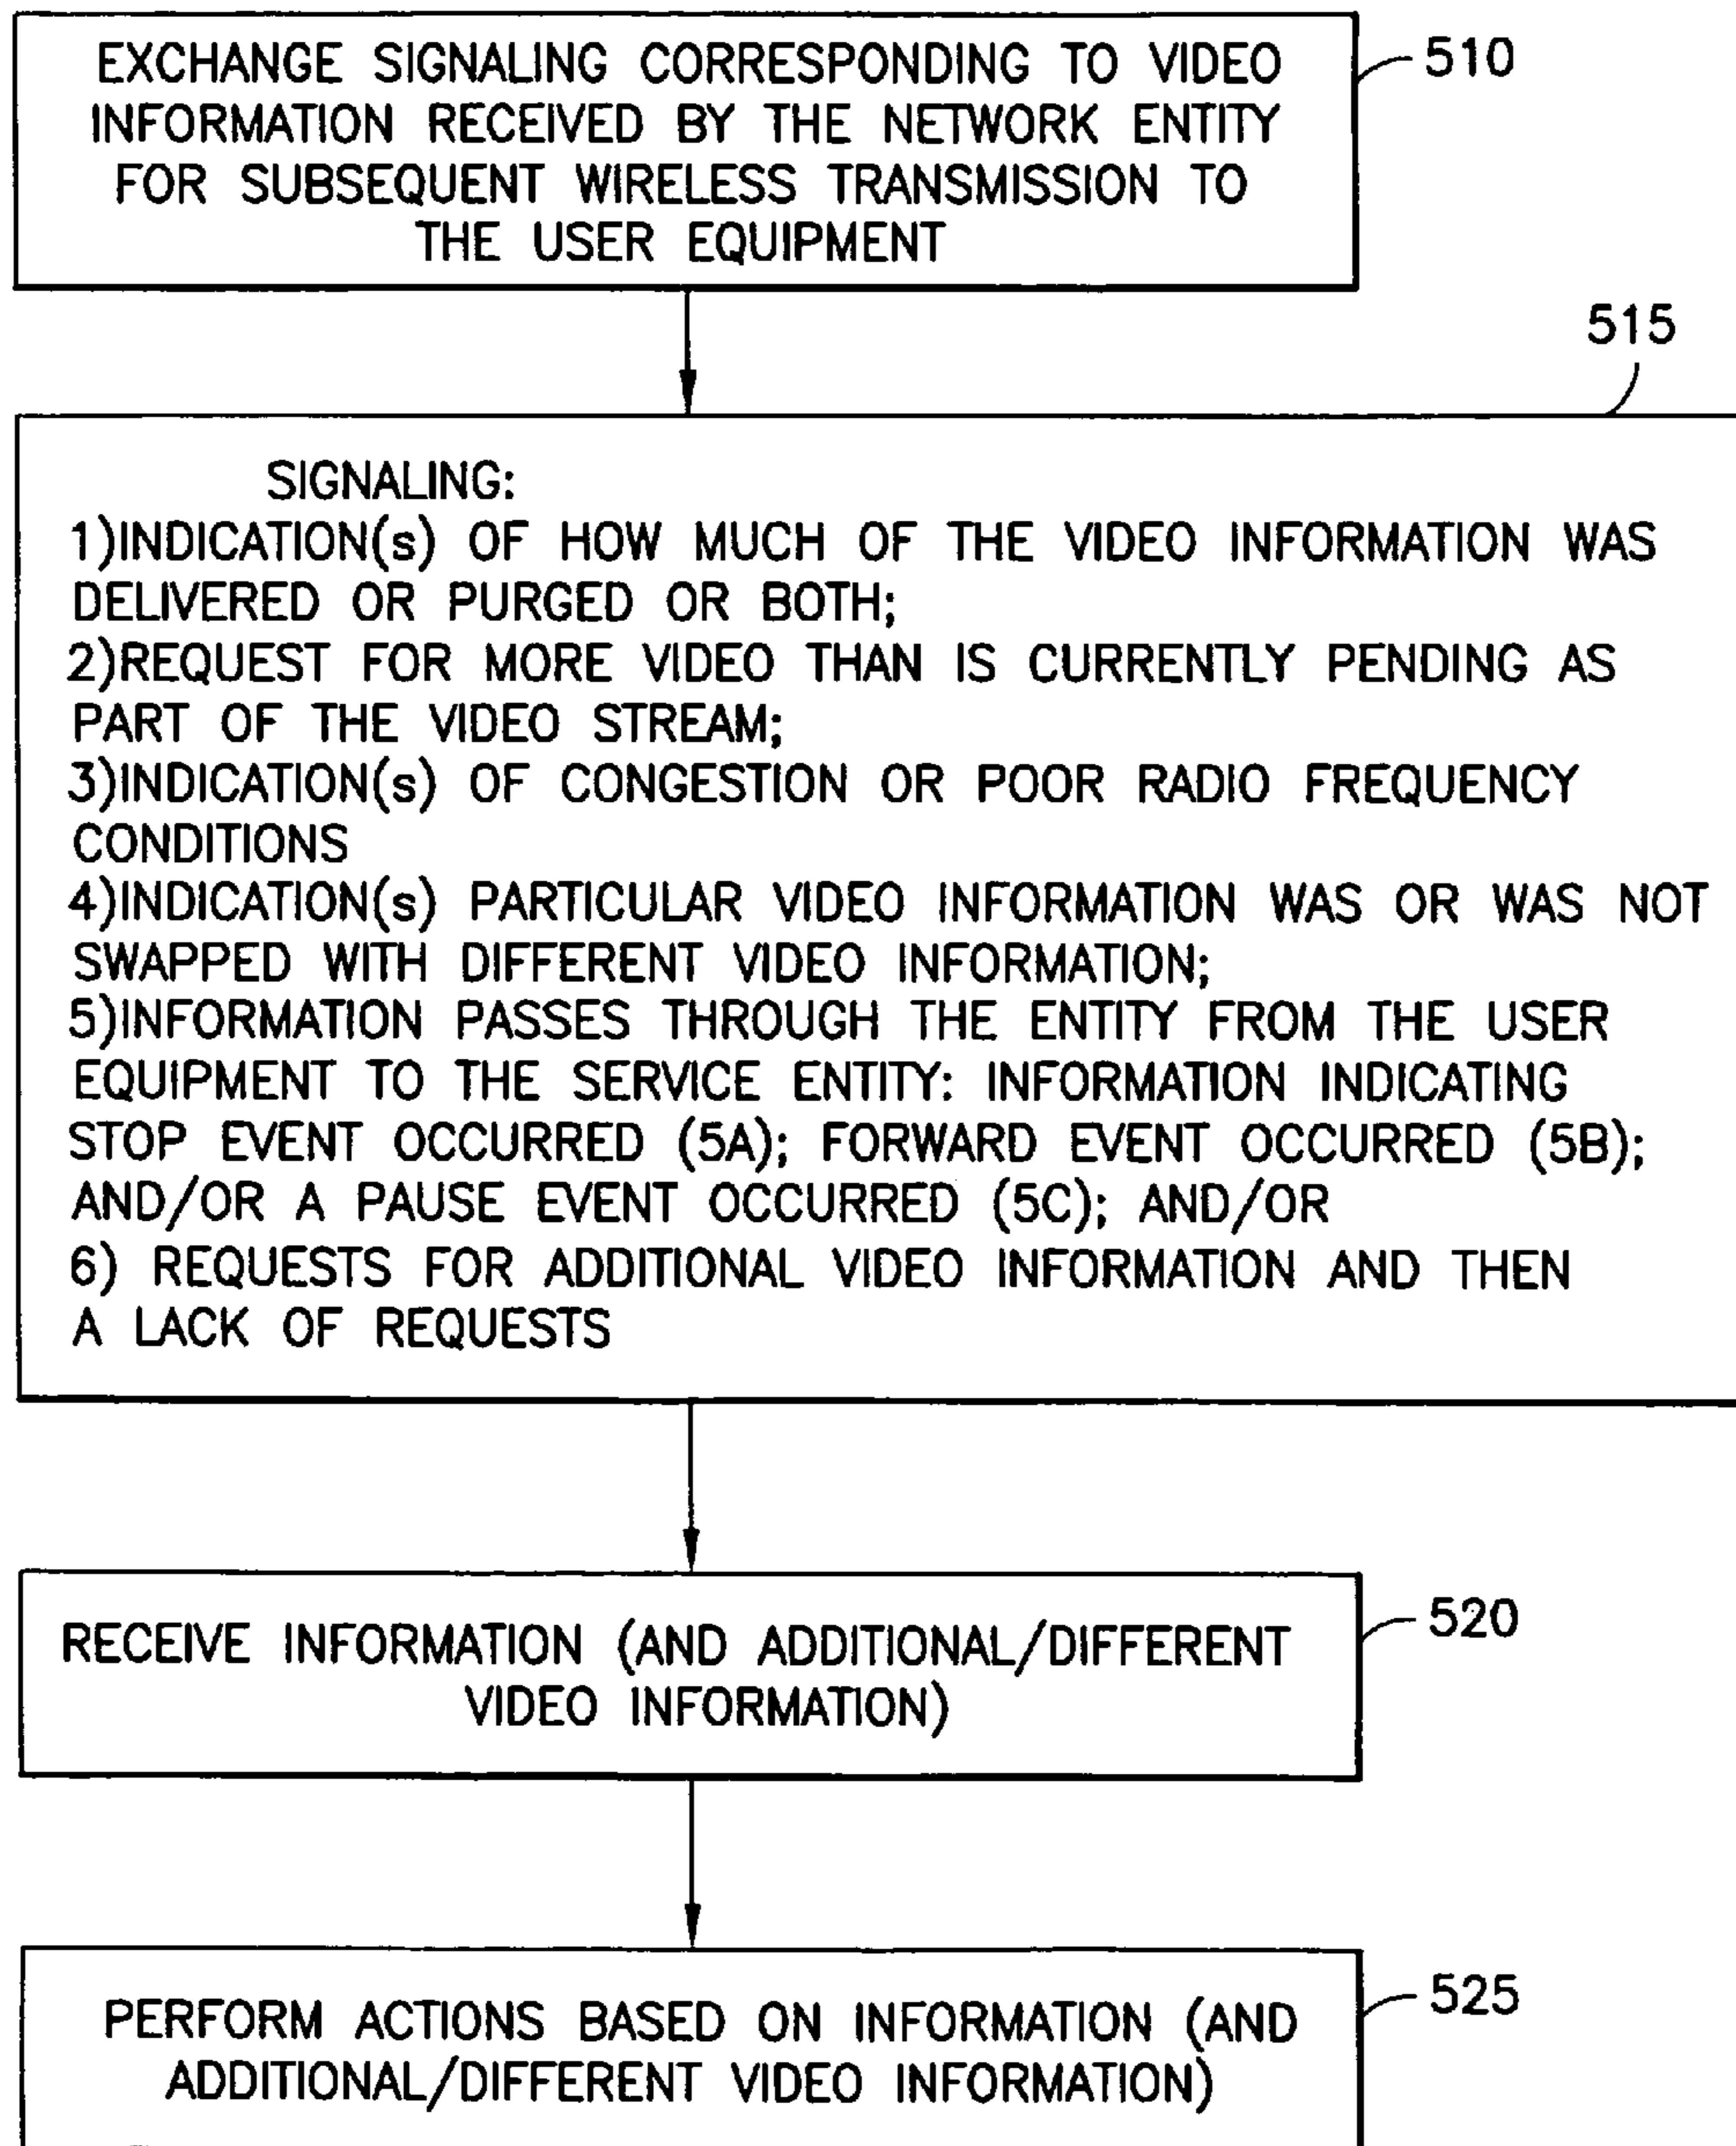 EXCHANGE SIGNALING CORRESPONDING TO VIDEO
INFORMATION RECEIVED BY THE NETWORK ENTITY
FOR SUBSEQUENT WIRELESS TRANSMISSION TO
THE USER EQUIPMENT
510
515
SIGNALING:
1)INDICATION(s) OF HOW MUCH OF THE VIDEO INFORMATION WAS
DELIVERED OR PURGED OR BOTH;
2)REQUEST FOR MORE VIDEO THAN IS CURRENTLY PENDING AS
PART OF THE VIDEO STREAM;
3)INDICATION(s) OF CONGESTION OR POOR RADIO FREQUENCY
CONDITIONS
4)INDICATION(s) PARTICULAR VIDEO INFORMATION WAS OR WAS NOT
SWAPPED WITH DIFFERENT VIDEO INFORMATION;
5)INFORMATION PASSES THROUGH THE ENTITY FROM THE USER
EQUIPMENT TO THE SERVICE ENTITY: INFORMATION INDICATING
STOP EVENT OCCURRED (5A); FORWARD EVENT OCCURRED (5B);
AND/OR A PAUSE EVENT OCCURRED (5C); AND/OR
6) REQUESTS FOR ADDITIONAL VIDEO INFORMATION AND THEN
A LACK OF REQUESTS
RECEIVE INFORMATION (AND ADDITIONAL/DIFFERENT
VIDEO INFORMATION)
520
PERFORM ACTIONS BASED ON INFORMATION (AND
ADDITIONAL/DIFFERENT VIDEO INFORMATION)
525